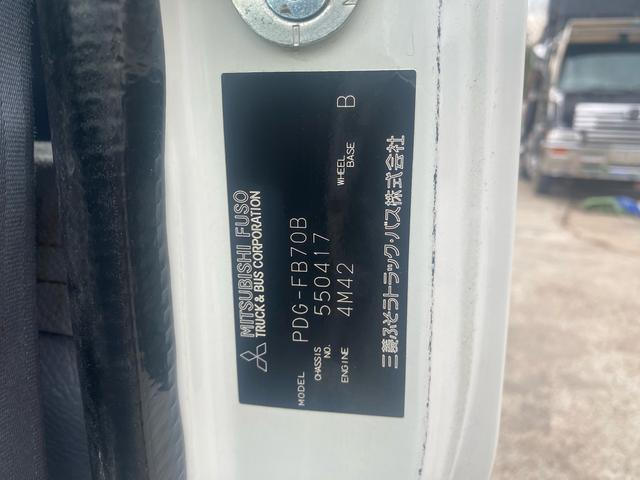 MITSUBISHI FUSO
TRUCK & BUS CORPORATION
MODEL PDG-FB70B
CHASSIS NO. 550417
ENGINE 4M42 WHEEL BASE B
三菱ふそうトラック・バス株式会社